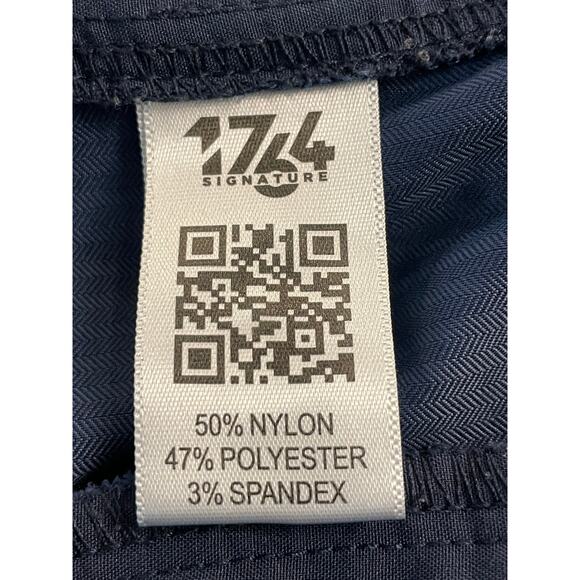 1764
SIGNATURE
50% NYLON
47% POLYESTER
3% SPANDEX